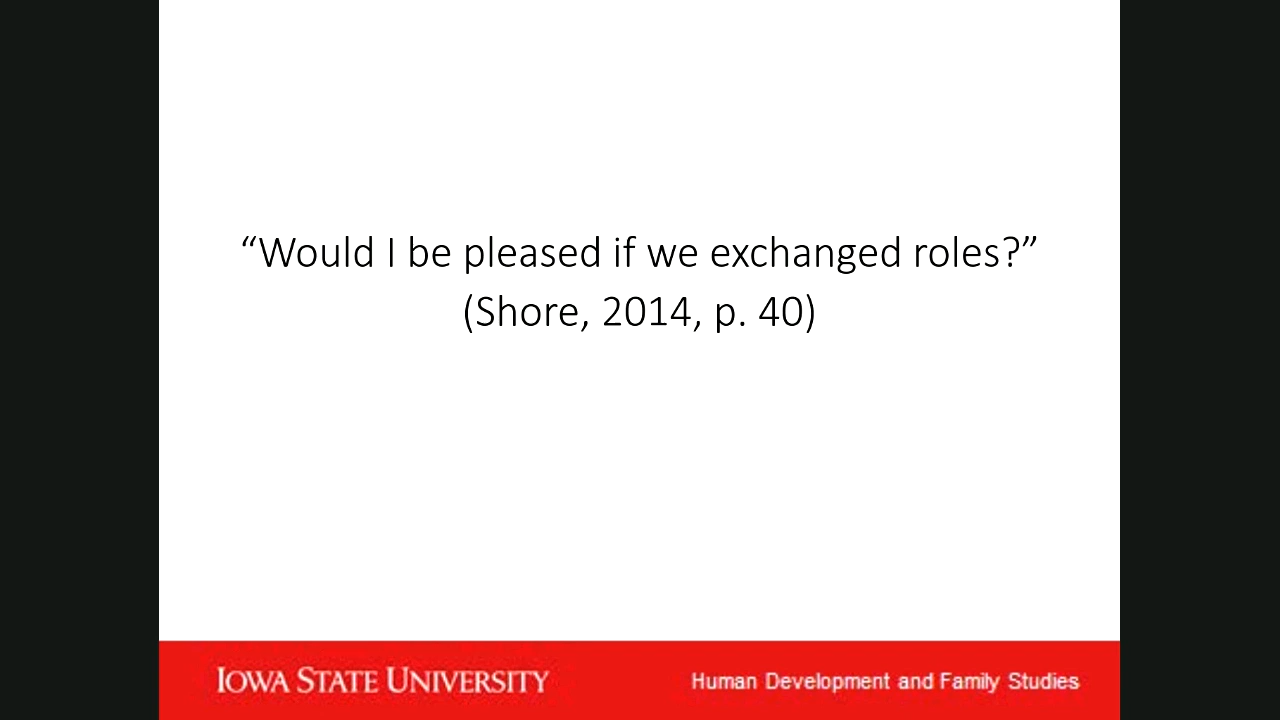 “Would I be pleased if we exchanged roles?”
(Shore, 2014, p. 40)
IOWA STATE UNIVERSITY
Human Development and Family Studies